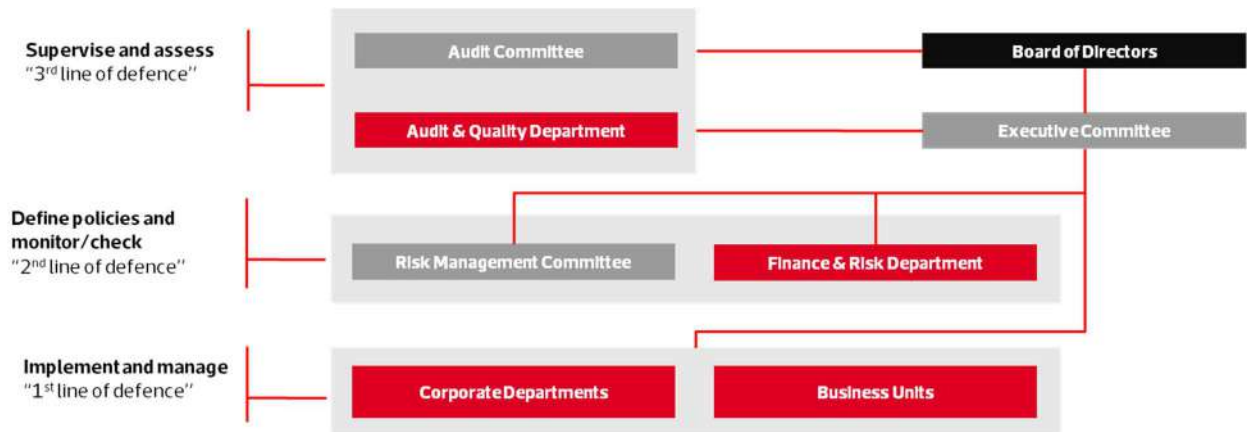 Supervise and assess
"3rd line of defence"
Audit Committee
Board of Directors
Audit & Quality Department
Executive Committee
Define policies and
monitor/check
"2nd line of defence"
Risk Management Committee
Finance & Risk Department
Implement and manage
"1st line of defence"
Corporate Departments
Business Units